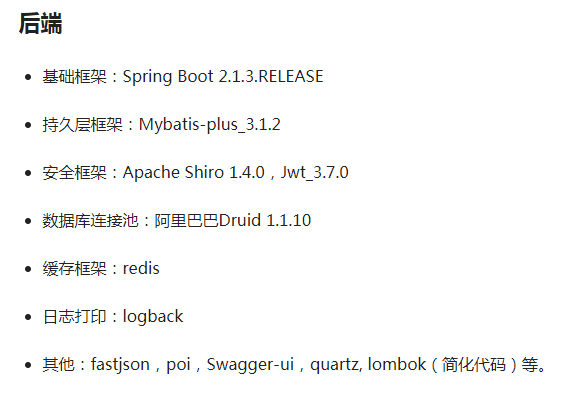 后端
基础框架：Spring Boot 2.1.3.RELEASE
持久层框架：Mybatis-plus_3.1.2
安全框架：Apache Shiro 1.4.0，Jwt_3.7.0
数据库连接池：阿里巴巴Druid 1.1.10
缓存框架：redis
日志打印：logback
其他：fastjson，poi，Swagger-ui，quartz, lombok（简化代码）等。